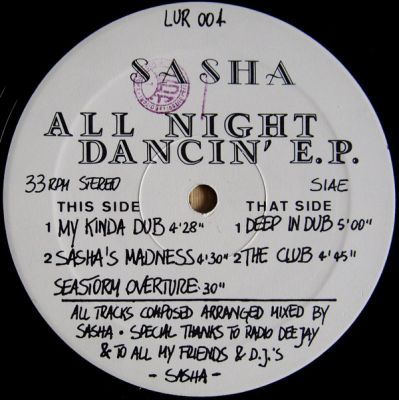 LUR 004
SASHA
ALL NIGHT
DANCIN' E.P.
33 RPM STEREO
SIAE
THIS SIDE
1 MY KINDA DUB 4'28"
2 SASHA'S MADNESS 4'30"
SEASTORM OVERTURE 30"
THAT SIDE
1 DEEP IN DUB 5'00"
2 THE CLUB 4'45"
ALL TRACKS COMPOSED ARRANGED MIXED BY
SASHA • SPECIAL THANKS TO RADIO DEEJAY
& TO ALL MY FRIENDS & D.J.'S
- SASHA -